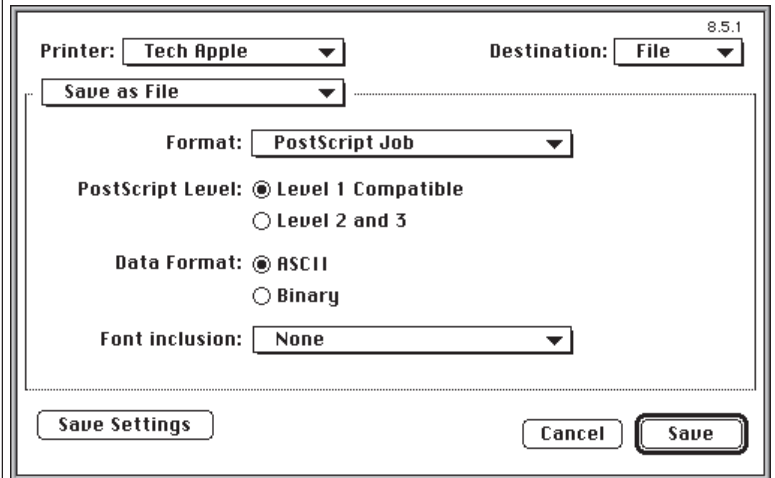 8.5.1
Printer: Tech Apple Destination: File
Save as File
Format: PostScript Job
PostScript Level: Level 1 Compatible
Level 2 and 3
Data Format: ASCII
Binary
Font inclusion: None
Save Settings
Cancel Save